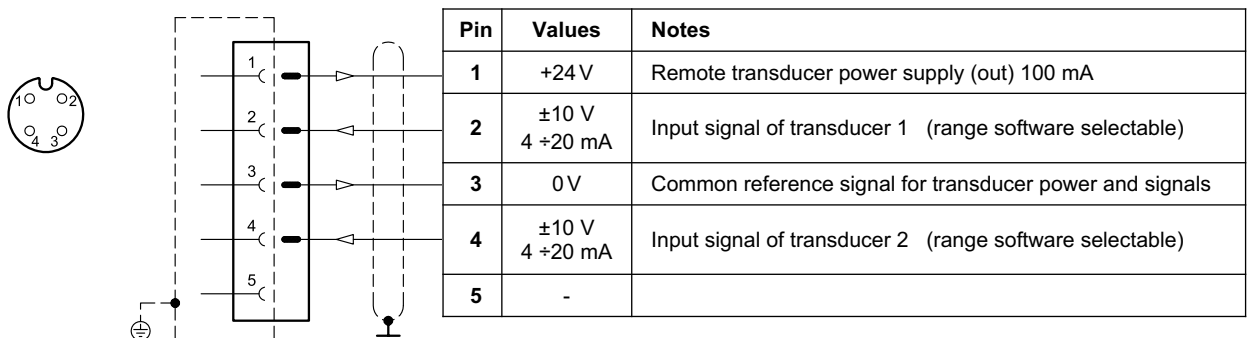 1 2
4 3
1
2
3
4
5
Pin Values Notes
1 +24 V Remote transducer power supply (out) 100 mA
2 ±10 V
4 ÷20 mA Input signal of transducer 1 (range software selectable)
3 0 V Common reference signal for transducer power and signals
4 ±10 V
4 ÷20 mA Input signal of transducer 2 (range software selectable)
5 -